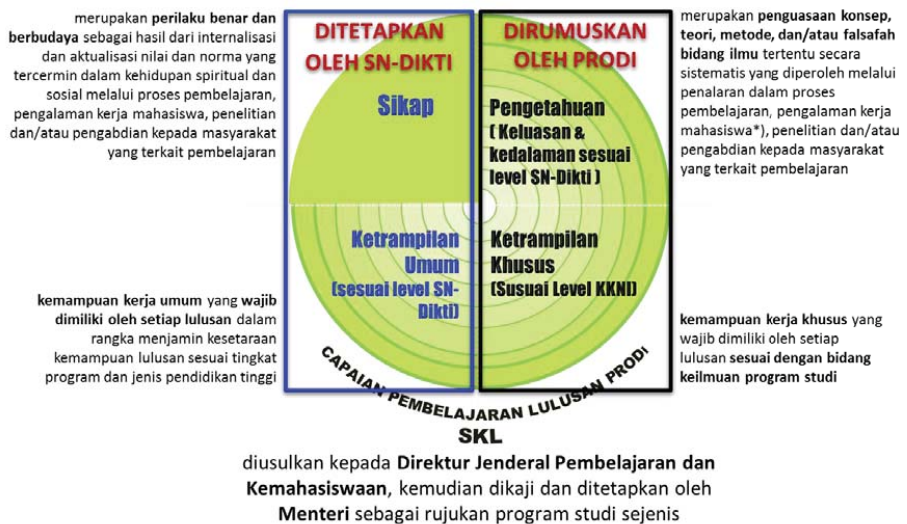 merupakan perilaku benar dan
berbudaya sebagai hasil dari internalisasi
dan aktualisasi nilai dan norma yang
tercermin dalam kehidupan spiritual dan
sosial melalui proses pembelajaran,
pengalaman kerja mahasiswa, penelitian
dan/atau pengabdian kepada masyarakat
yang terkait pembelajaran
DITETAPKAN
OLEH SN-DIKTI
Sikap
DIRUMUSKAN
OLEH PRODI
Pengetahuan
( Keluasan &
kedalaman sesuai
level SN-Dikti )
merupakan penguasaan konsep,
teori, metode, dan/atau falsafah
bidang ilmu tertentu secara
sistematis yang diperoleh melalui
penalaran dalam proses
pembelajaran, pengalaman kerja
mahasiswa*), penelitian dan/atau
pengabdian kepada masyarakat
yang terkait pembelajaran
kemampuan kerja umum yang wajib
dimiliki oleh setiap lulusan dalam
rangka menjamin kesetaraan
kemampuan lulusan sesuai tingkat
program dan jenis pendidikan tinggi
Ketrampilan
Umum
(sesuai level SN-
Dikti)
Ketrampilan
Khusus
(Susuai Level KKNI)
kemampuan kerja khusus yang
wajib dimiliki oleh setiap
lulusan sesuai dengan bidang
keilmuan program studi
CAPAIAN PEMBELAJARAN LULUSAN PRODI
SKL
diusulkan kepada Direktur Jenderal Pembelajaran dan
Kemahasiswaan, kemudian dikaji dan ditetapkan oleh
Menteri sebagai rujukan program studi sejenis